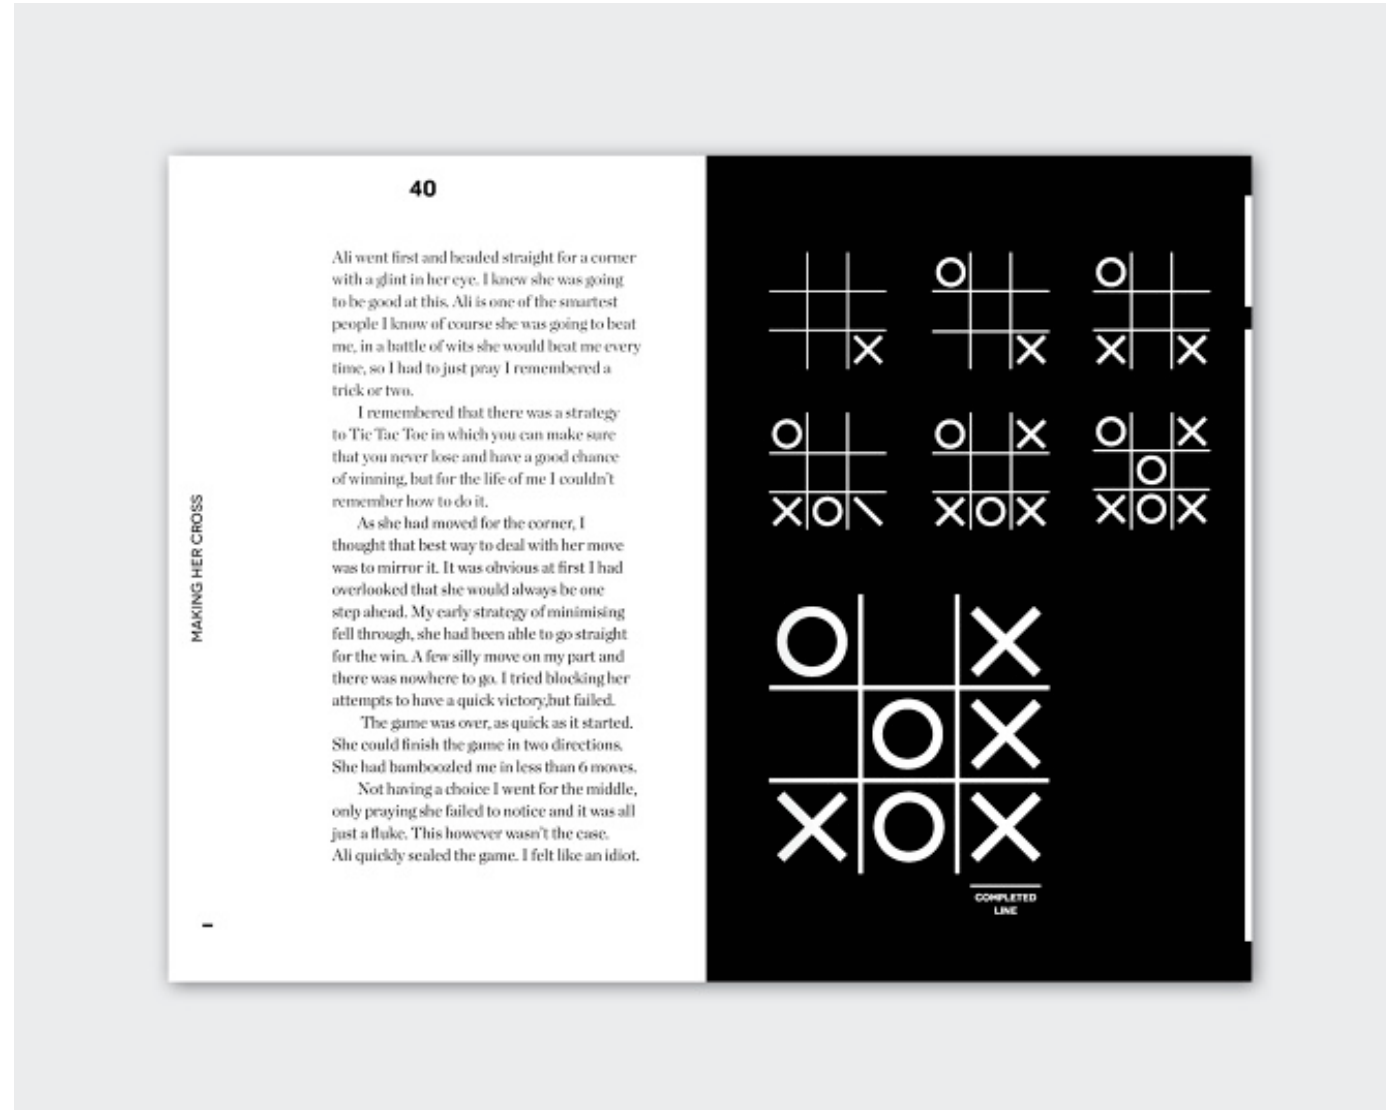 40
Ali went first and headed straight for a corner
with a glint in her eye. I knew she was going
to be good at this. Ali is one of the smartest
people I know of course she was going to beat
me, in a battle of wits she would beat me every
time, so I had to just pray I remembered a
trick or two.
I remembered that there was a strategy
to Tic Tac Toe in which you can make sure
that you never lose and have a good chance
of winning, but for the life of me I couldn't
remember how to do it.
As she had moved for the corner, I
thought that best way to deal with her move
was to mirror it. It was obvious at first I had
overlooked that she would always be one
step ahead. My early strategy of minimising
fell through, she had been able to go straight
for the win. A few silly move on my part and
there was nowhere to go. I tried blocking her
attempts to have a quick victory,but failed.
The game was over, as quick as it started.
She could finish the game in two directions.
She had bamboozled me in less than 6 moves.
Not having a choice I went for the middle,
only praying she failed to notice and it was all
just a fluke. This however wasn't the case.
Ali quickly sealed the game. I felt like an idiot.
MAKING HER CROSS
COMPLETED
LINE